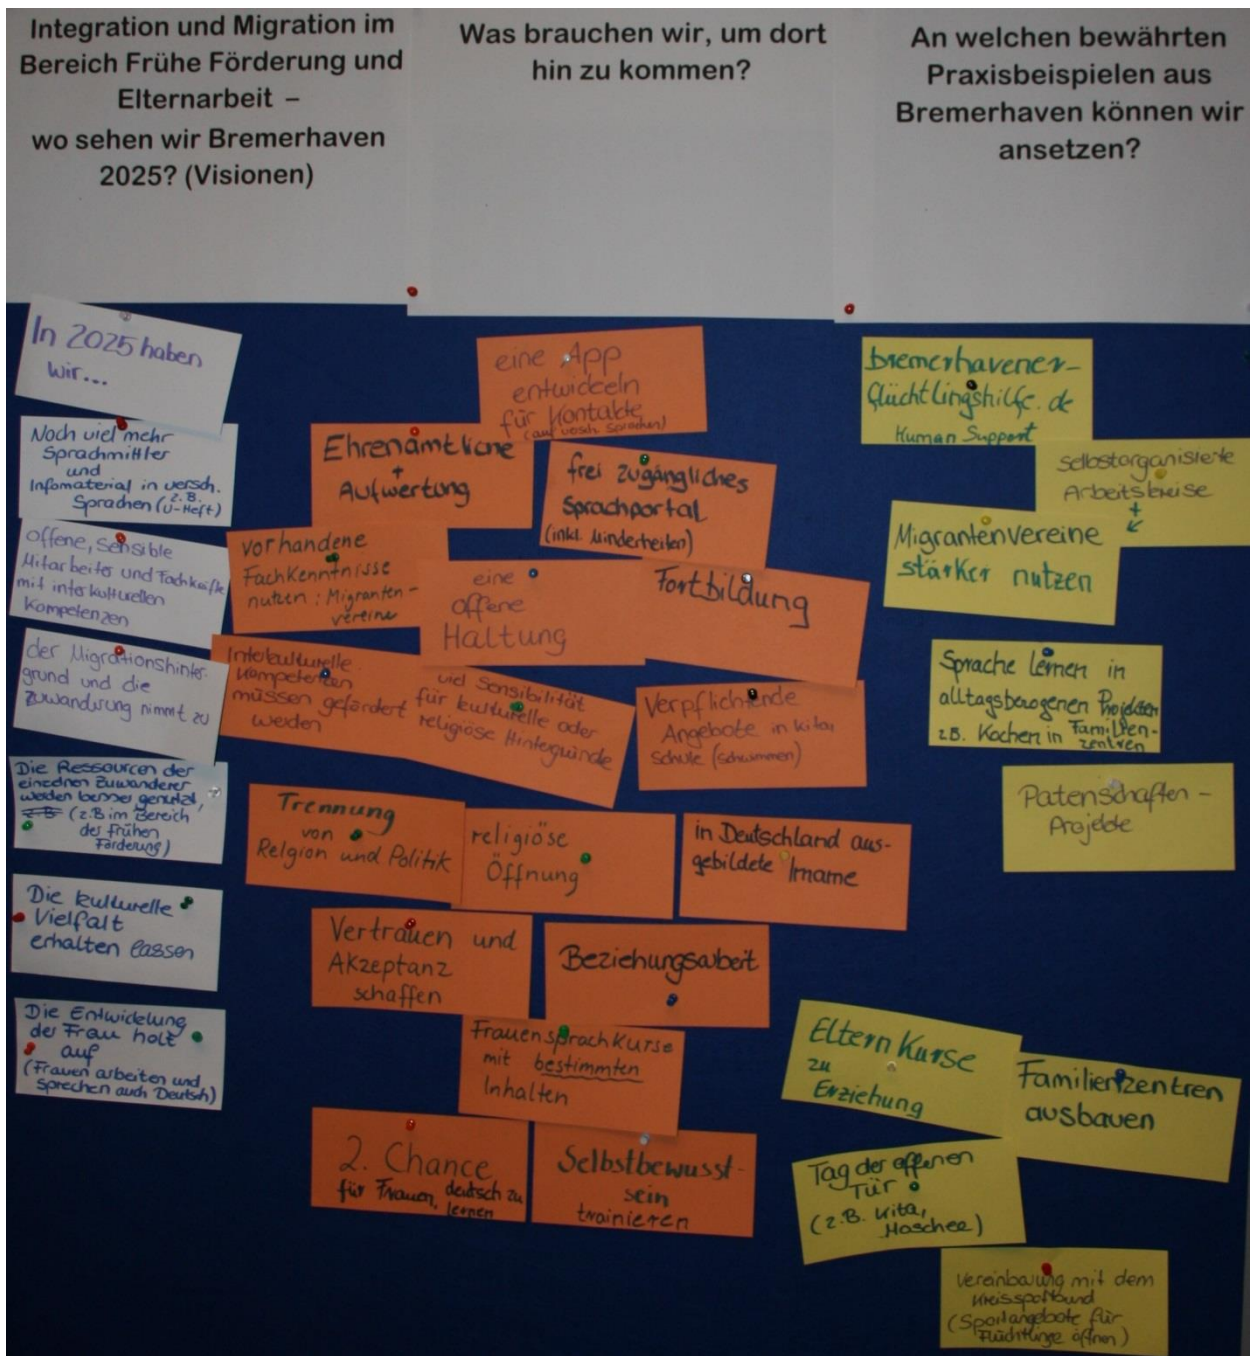 Integration und Migration im
Bereich Frühe Förderung und
Elternarbeit –
wo sehen wir Bremerhaven
2025? (Visionen)
In 2025 haben
wir...
Noch viel mehr
Sprachmittler
und
Infomaterial in versch.
Sprachen (z.B.
U-Heft)
offene, sensible
Mitarbeiter und Fachkräfte
mit interkulturellen
Kompetenzen
der Migrationshinter-
grund und die
Zuwandrung nimmt zu
Die Ressourcen der
einzelnen Zuwanderer
werden besser genutzt,
z.B (z.B im Bereich
der frühen
Förderung)
Die kulturelle
Vielfalt
erhalten lassen
Die Entwickelung
der Frau holt
auf
(Frauen arbeiten und
sprechen auch Deutsch)
Was brauchen wir, um dort
hin zu kommen?
eine App
entwickeln
für Kontakte
(auf versch. Sprachen)
Ehrenamtliche
+
Aufwertung
frei zugängliches
Sprachportal
(inkl. Minderheiten)
vorhandene
Fachkenntnisse
nutzen: Migranten-
vereine
eine
offene
Haltung
Fortbildung
Interkulturelle
Kompetenzen
müssen gefördert
werden
viel Sensibilität
für kulturelle oder
religiöse Hintergründe
Verpflichtende
Angebote in Kita,
Schule (schwimmen)
Trennung
von
Relgion und Politik
religiöse
Öffnung
in Deutschland aus-
gebildete Imame
Vertrauen und
Akzeptanz
schaffen
Beziehungsarbeit
Frauensprachkurse
mit bestimmten
Inhalten
2. Chance
für Frauen, deutsch zu
lernen
Selbstbewusst-
sein
trainieren
An welchen bewährten
Praxisbeispielen aus
Bremerhaven können wir
ansetzen?
bremerhavener-
flüchtlingshilfe.de
Human Support
selbstorganisierte
Arbeitskreise
+
↙
Migrantenvereine
stärker nutzen
Sprache lernen in
alltagsbezogenen Projekten
z.B. Kochen in Familien-
zentren
Patenschaften-
Projekte
Eltern Kurse
zu
Erziehung
Familienzentren
ausbauen
Tag der offenen
Tür
(z.B. Kita,
Moschee)
Vereinbarung mit dem
Kreissportbund
(Sportangebote für
Flüchtlinge öffnen)